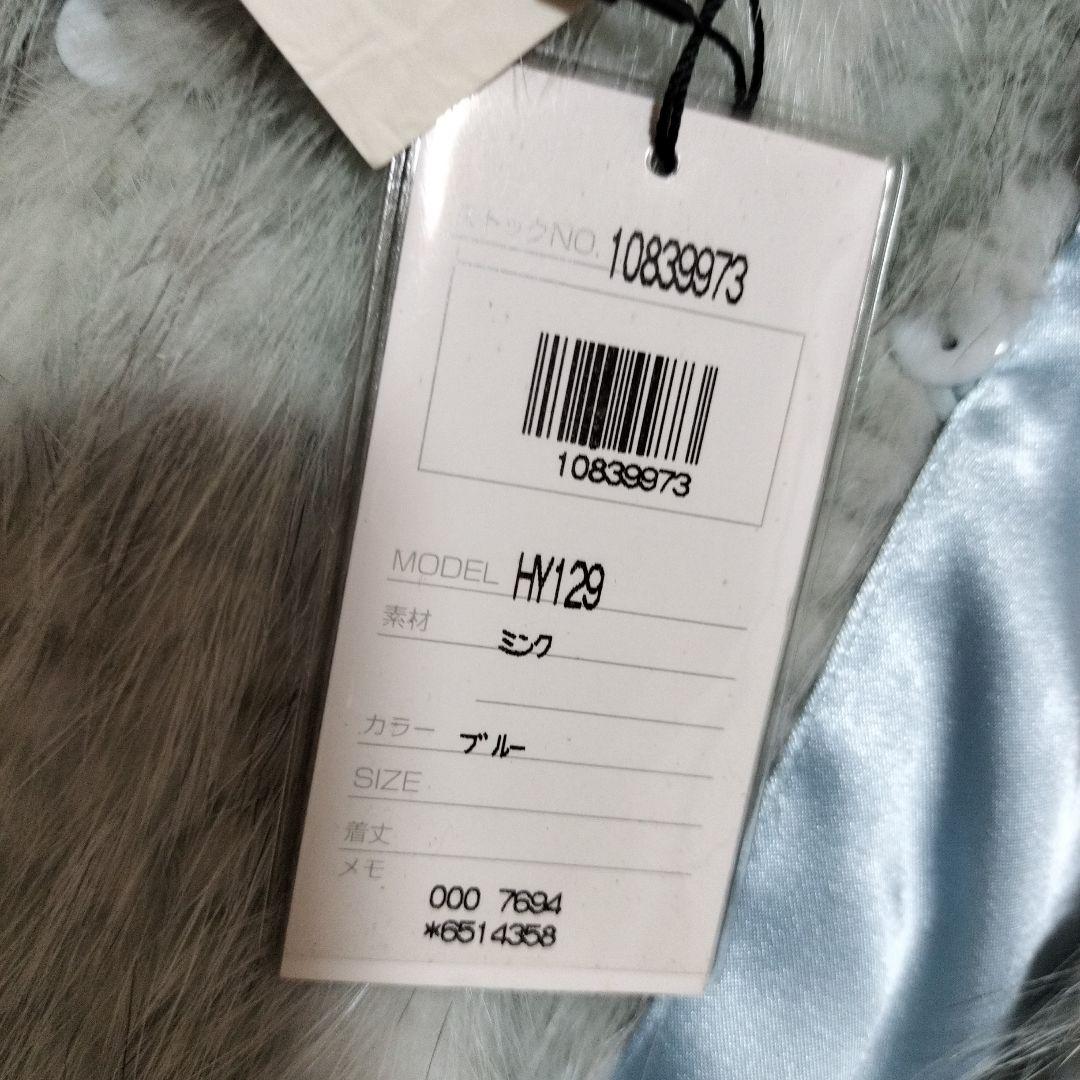 ストックNO. 10839973
10839973
MODEL HY129
素材 ミンク
カラー ブルー
SIZE
着丈
メモ
000 7694
*6514358